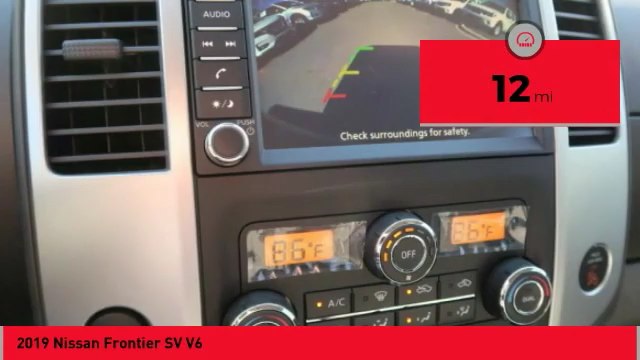 AUDIO
12 mi
VOL
PUSH
Check surroundings for safety.
86°F
86°F
OFF
A/C
DUAL
2019 Nissan Frontier SV V6